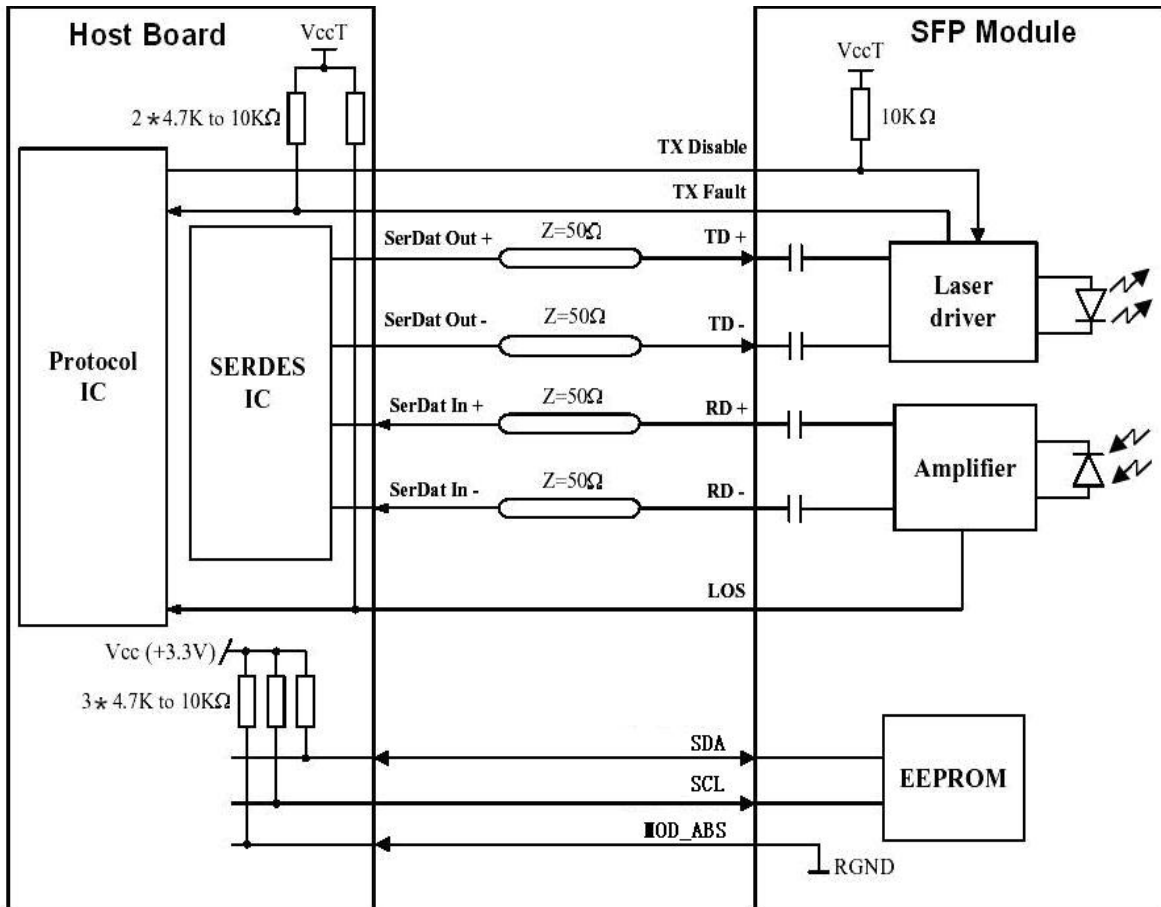 Host Board
SFP Module
VccT
VccT
2*4.7K to 10KΩ
10KΩ
TX Disable
TX Fault
SerDat Out +
Z=50Ω
TD +
SerDat Out -
Z=50Ω
TD -
Laser
driver
Protocol
IC
SERDES
IC
SerDat In +
Z=50Ω
RD +
SerDat In -
Z=50Ω
RD -
Amplifier
LOS
Vcc (+3.3V)
3*4.7K to 10KΩ
SDA
SCL
MOD_ABS
EEPROM
RGND